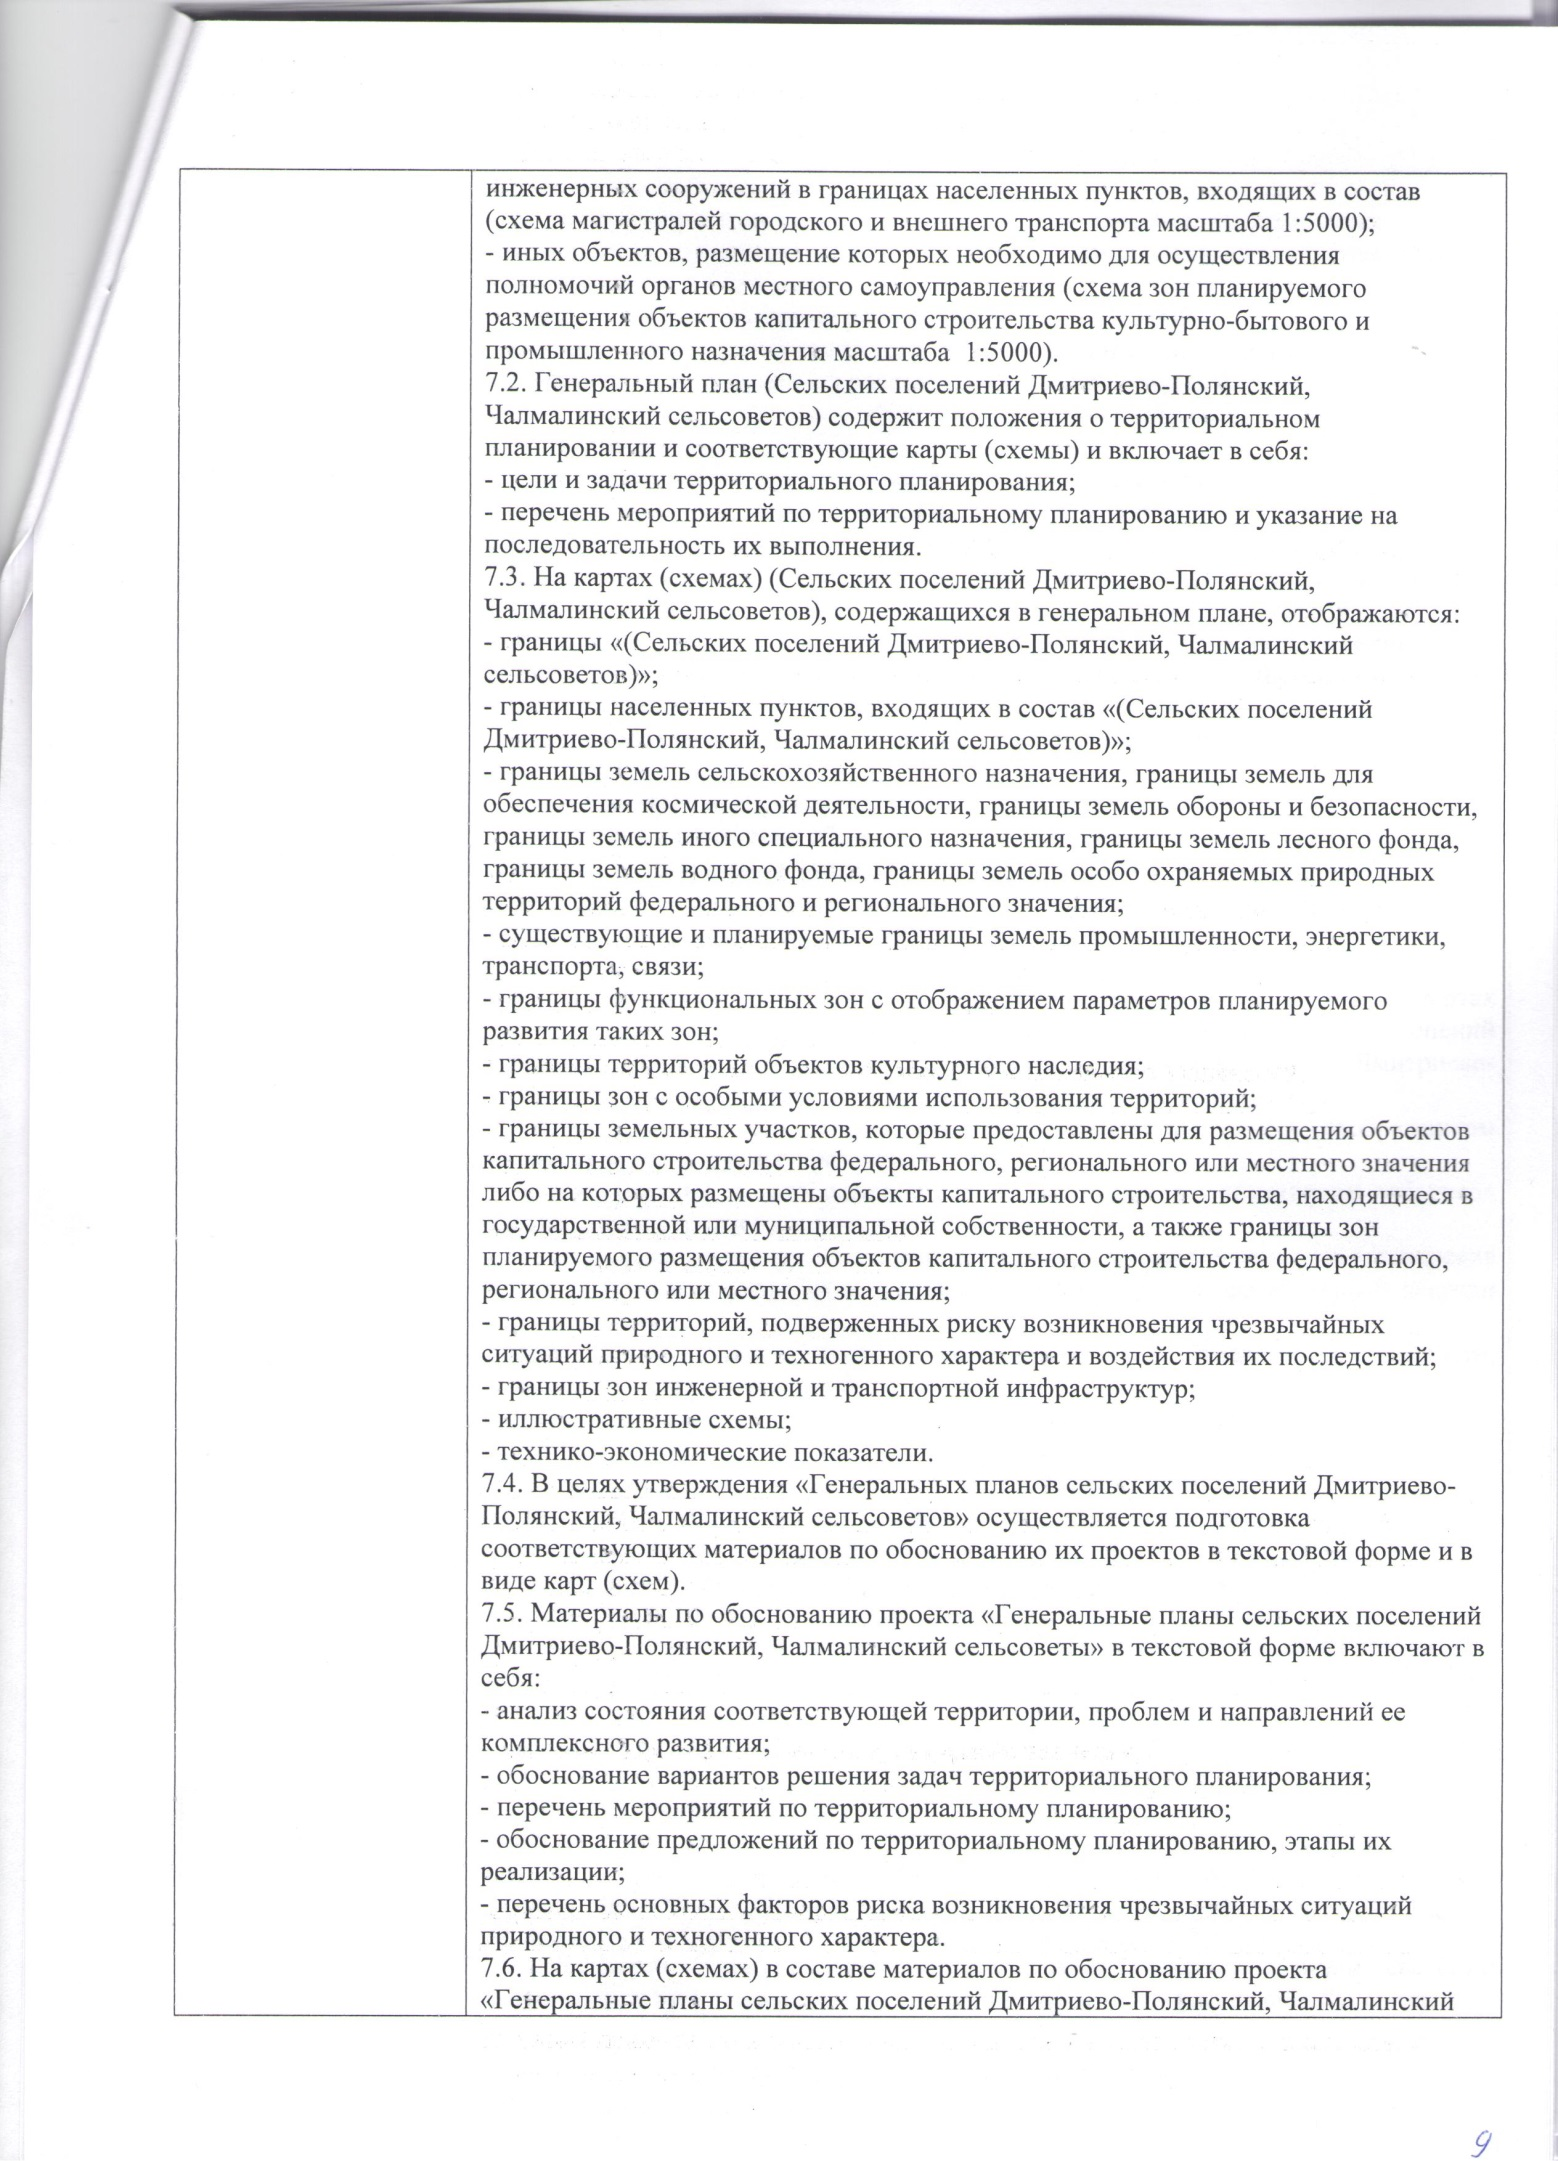 инженерных сооружений в границах населенных пунктов, входящих в состав
(схема магистралей городского и внешнего транспорта масштаба 1:5000);
- иных объектов, размещение которых необходимо для осуществления
полномочий органов местного самоуправления (схема зон планируемого
размещения объектов капитального строительства культурно-бытового и
промышленного назначения масштаба  1:5000).
7.2. Генеральный план (Сельских поселений Дмитриево-Полянский,
Чалмалинский сельсоветов) содержит положения о территориальном
планировании и соответствующие карты (схемы) и включает в себя:
- цели и задачи территориального планирования;
- перечень мероприятий по территориальному планированию и указание на
последовательность их выполнения.
7.3. На картах (схемах) (Сельских поселений Дмитриево-Полянский,
Чалмалинский сельсоветов), содержащихся в генеральном плане, отображаются:
- границы «(Сельских поселений Дмитриево-Полянский, Чалмалинский
сельсоветов)»;
- границы населенных пунктов, входящих в состав «(Сельских поселений
Дмитриево-Полянский, Чалмалинский сельсоветов)»;
- границы земель сельскохозяйственного назначения, границы земель для
обеспечения космической деятельности, границы земель обороны и безопасности,
границы земель иного специального назначения, границы земель лесного фонда,
границы земель водного фонда, границы земель особо охраняемых природных
территорий федерального и регионального значения;
- существующие и планируемые границы земель промышленности, энергетики,
транспорта, связи;
- границы функциональных зон с отображением параметров планируемого
развития таких зон;
- границы территорий объектов культурного наследия;
- границы зон с особыми условиями использования территорий;
- границы земельных участков, которые предоставлены для размещения объектов
капитального строительства федерального, регионального или местного значения
либо на которых размещены объекты капитального строительства, находящиеся в
государственной или муниципальной собственности, а также границы зон
планируемого размещения объектов капитального строительства федерального,
регионального или местного значения;
- границы территорий, подверженных риску возникновения чрезвычайных
ситуаций природного и техногенного характера и воздействия их последствий;
- границы зон инженерной и транспортной инфраструктур;
- иллюстративные схемы;
- технико-экономические показатели.
7.4. В целях утверждения «Генеральных планов сельских поселений Дмитриево-
Полянский, Чалмалинский сельсоветов» осуществляется подготовка
соответствующих материалов по обоснованию их проектов в текстовой форме и в
виде карт (схем).
7.5. Материалы по обоснованию проекта «Генеральные планы сельских поселений
Дмитриево-Полянский, Чалмалинский сельсоветы» в текстовой форме включают в
себя:
- анализ состояния соответствующей территории, проблем и направлений ее
комплексного развития;
- обоснование вариантов решения задач территориального планирования;
- перечень мероприятий по территориальному планированию;
- обоснование предложений по территориальному планированию, этапы их
реализации;
- перечень основных факторов риска возникновения чрезвычайных ситуаций
природного и техногенного характера.
7.6. На картах (схемах) в составе материалов по обоснованию проекта
«Генеральные планы сельских поселений Дмитриево-Полянский, Чалмалинский
9